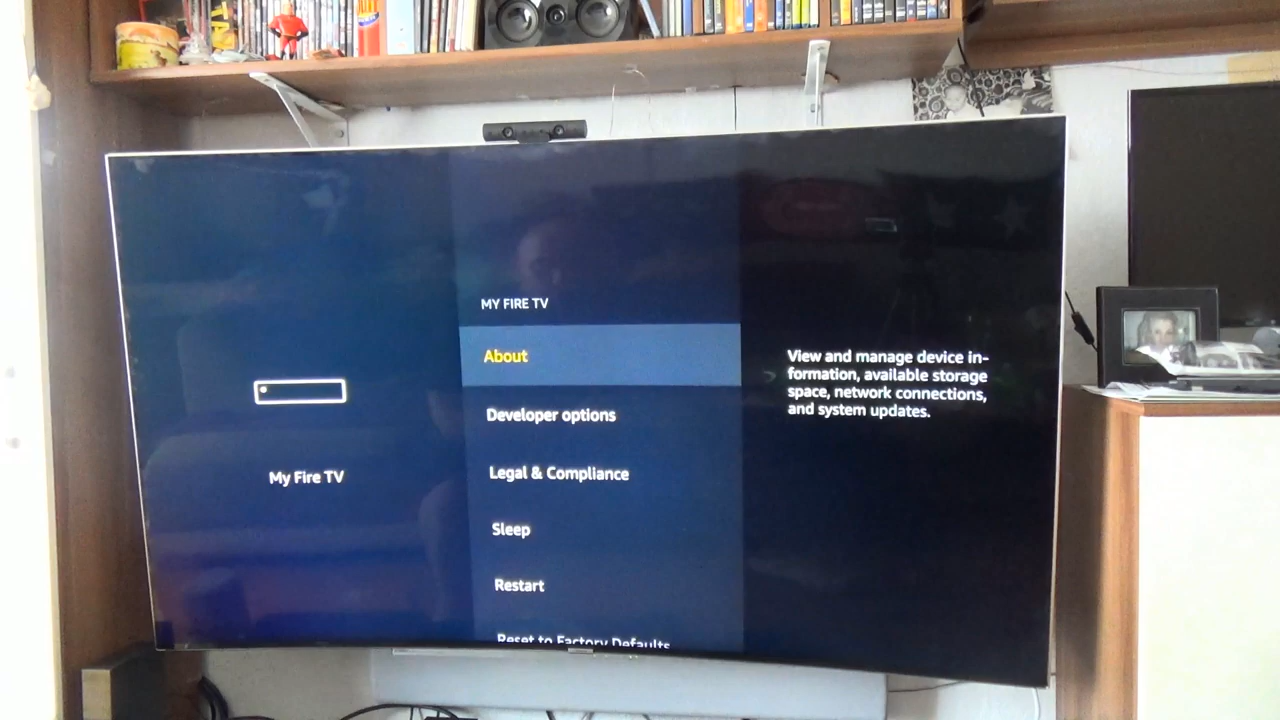 MY FIRE TV
About
Developer options
Legal & Compliance
Sleep
Restart
Reset to Factory Defaults
My Fire TV
View and manage device in-
formation, available storage
space, network connections,
and system updates.